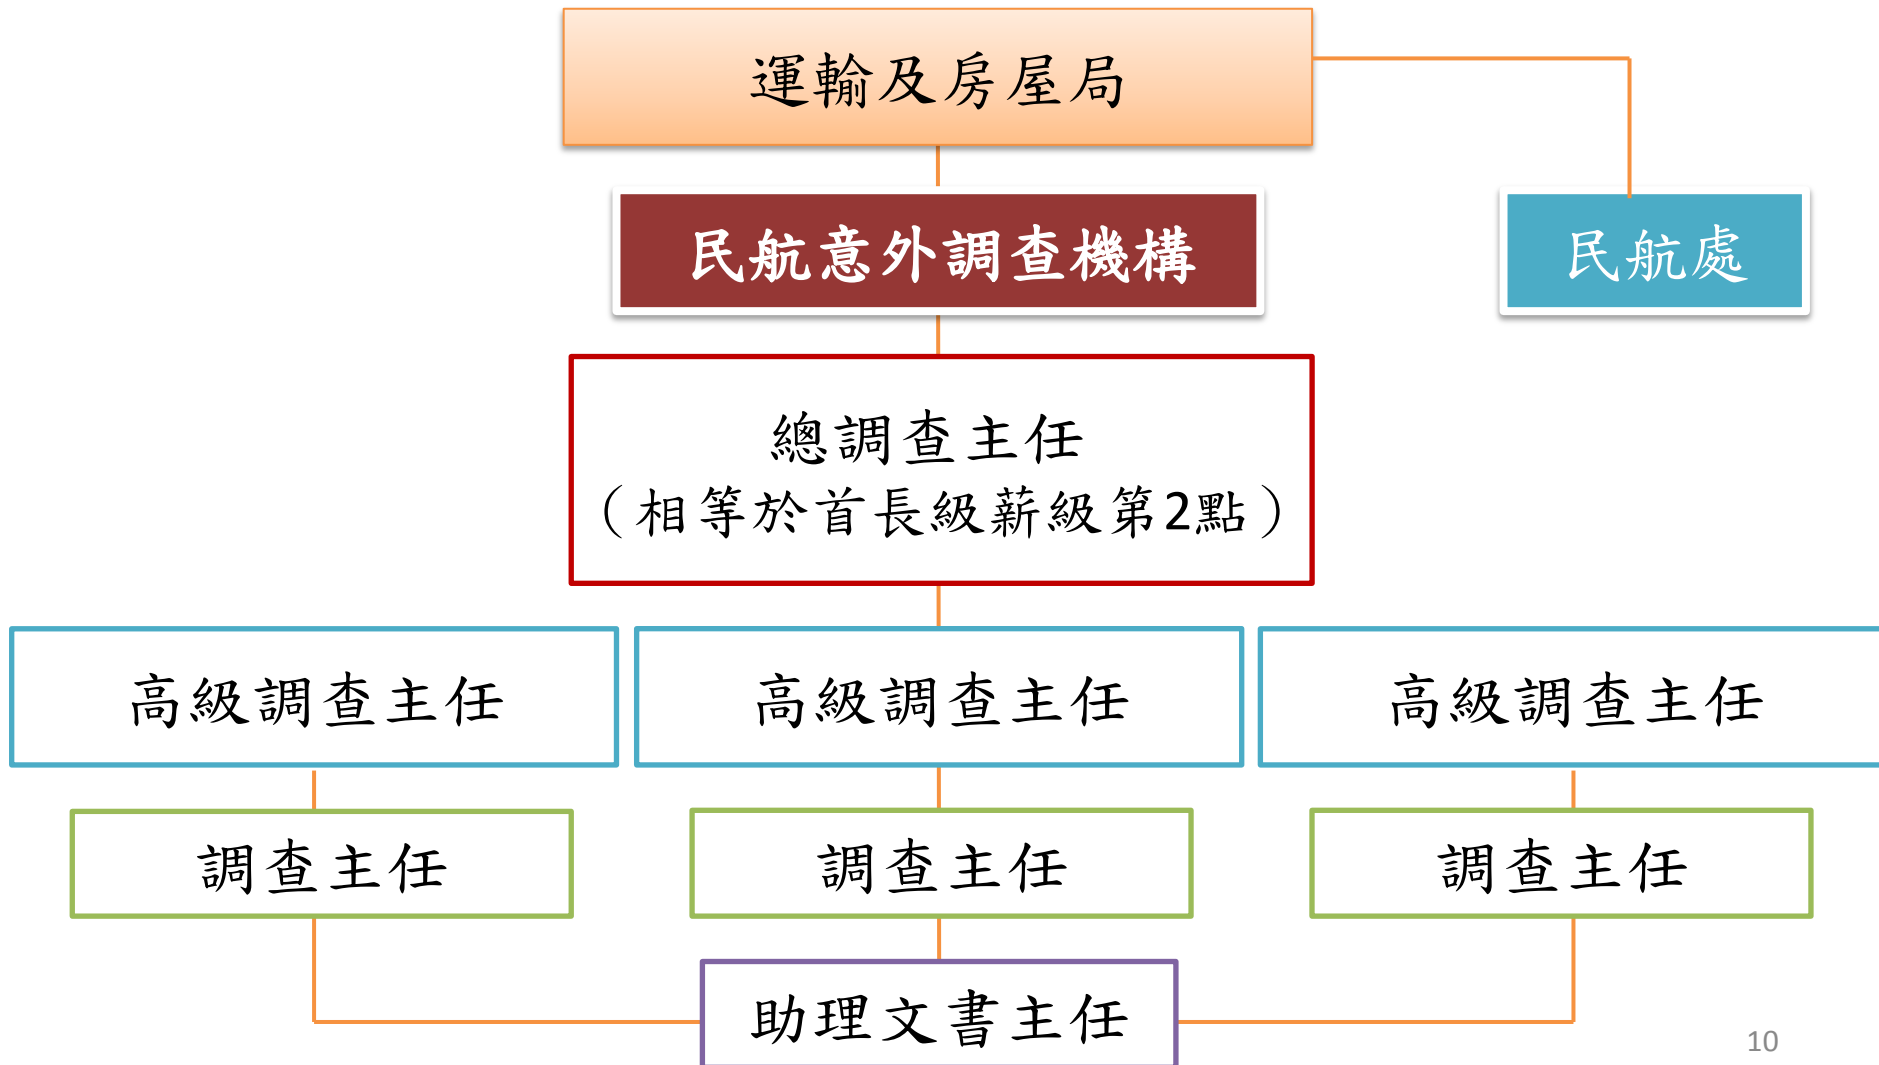 運輸及房屋局
民航意外調查機構
民航處
總調查主任
（相等於首長級薪級第2點）
高級調查主任
高級調查主任
高級調查主任
調查主任
調查主任
調查主任
助理文書主任
10